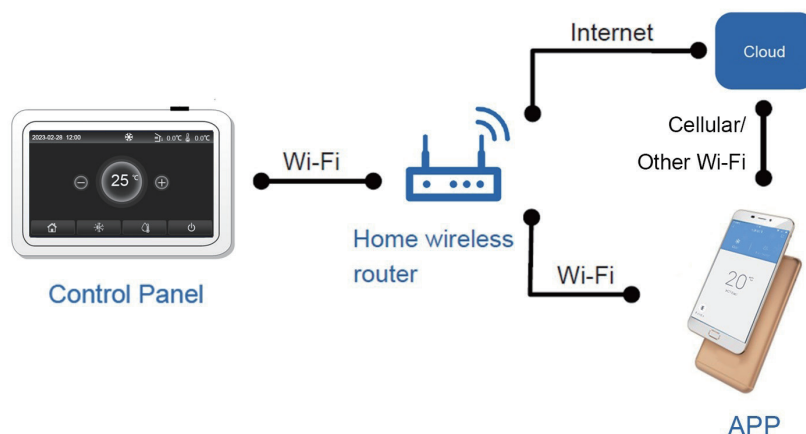 Internet
Cloud
2023-02-28 12:00
0.0℃
0.0℃
Cellular/
Other Wi-Fi
Wi-Fi
25 ℃
Home wireless
router
Wi-Fi
Control Panel
20 ℃
APP